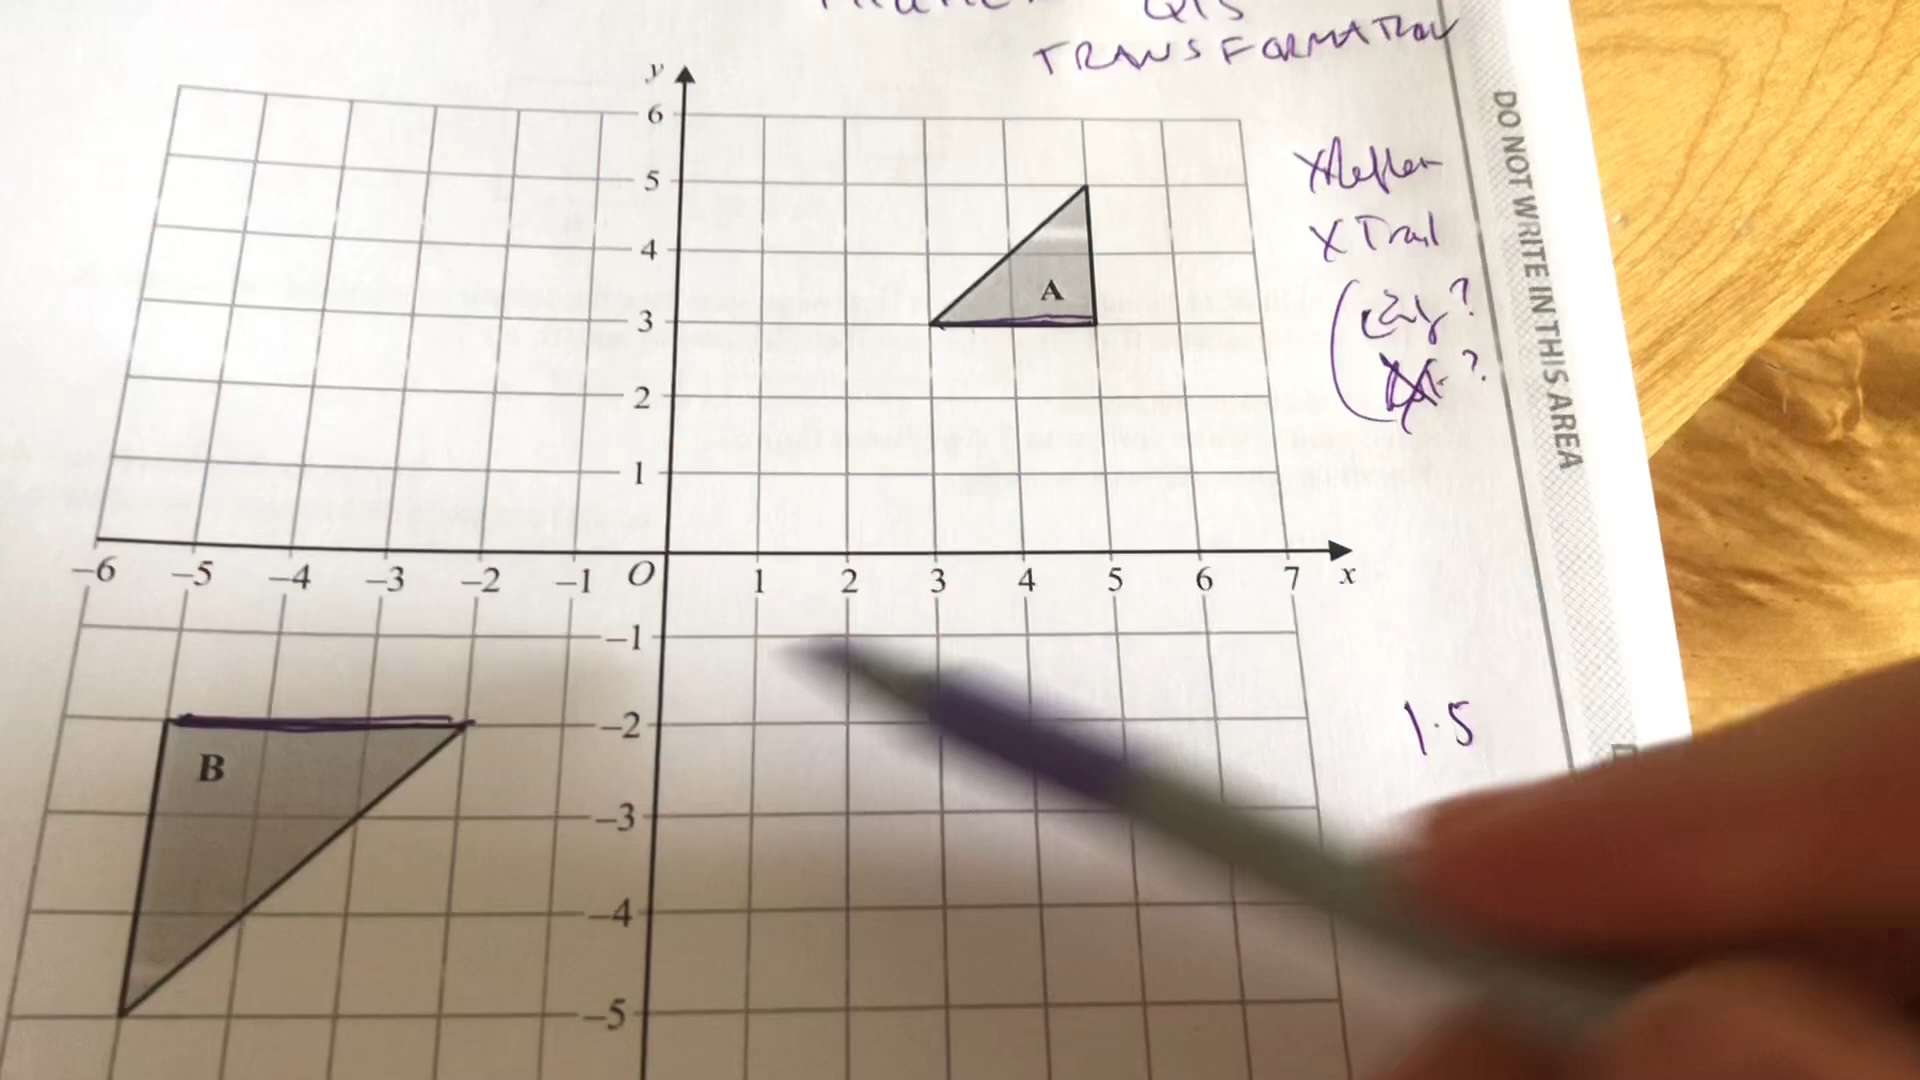 TRANSFORMATION
y
6
5
4
3
2
1
A
X Reflen
X
?
?
DO NOT WRITE IN THIS AREA
–6 –5 –4 –3 –2 –1 O 1 2 3 4 5 6 7 x
–1
–2
–3
–4
–5
B
1.5